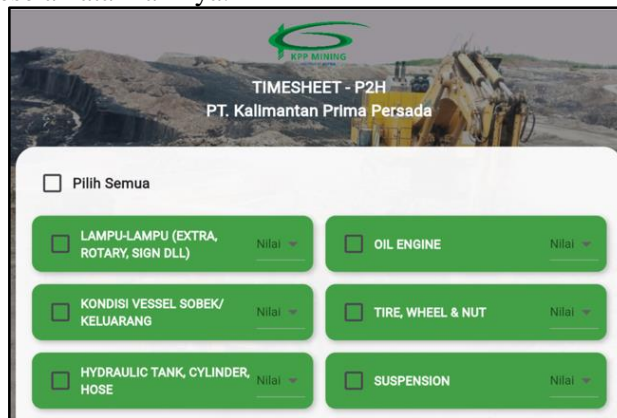 KPP MINING
TIMESHEET - P2H
PT. Kalimantan Prima Persada
Pilih Semua
LAMPU-LAMPU (EXTRA,
ROTARY, SIGN DLL)
Nilai
OIL ENGINE
Nilai
KONDISI VESSEL SOBEK/
KELUARANG
Nilai
TIRE, WHEEL & NUT
Nilai
HYDRAULIC TANK, CYLINDER,
HOSE
Nilai
SUSPENSION
Nilai